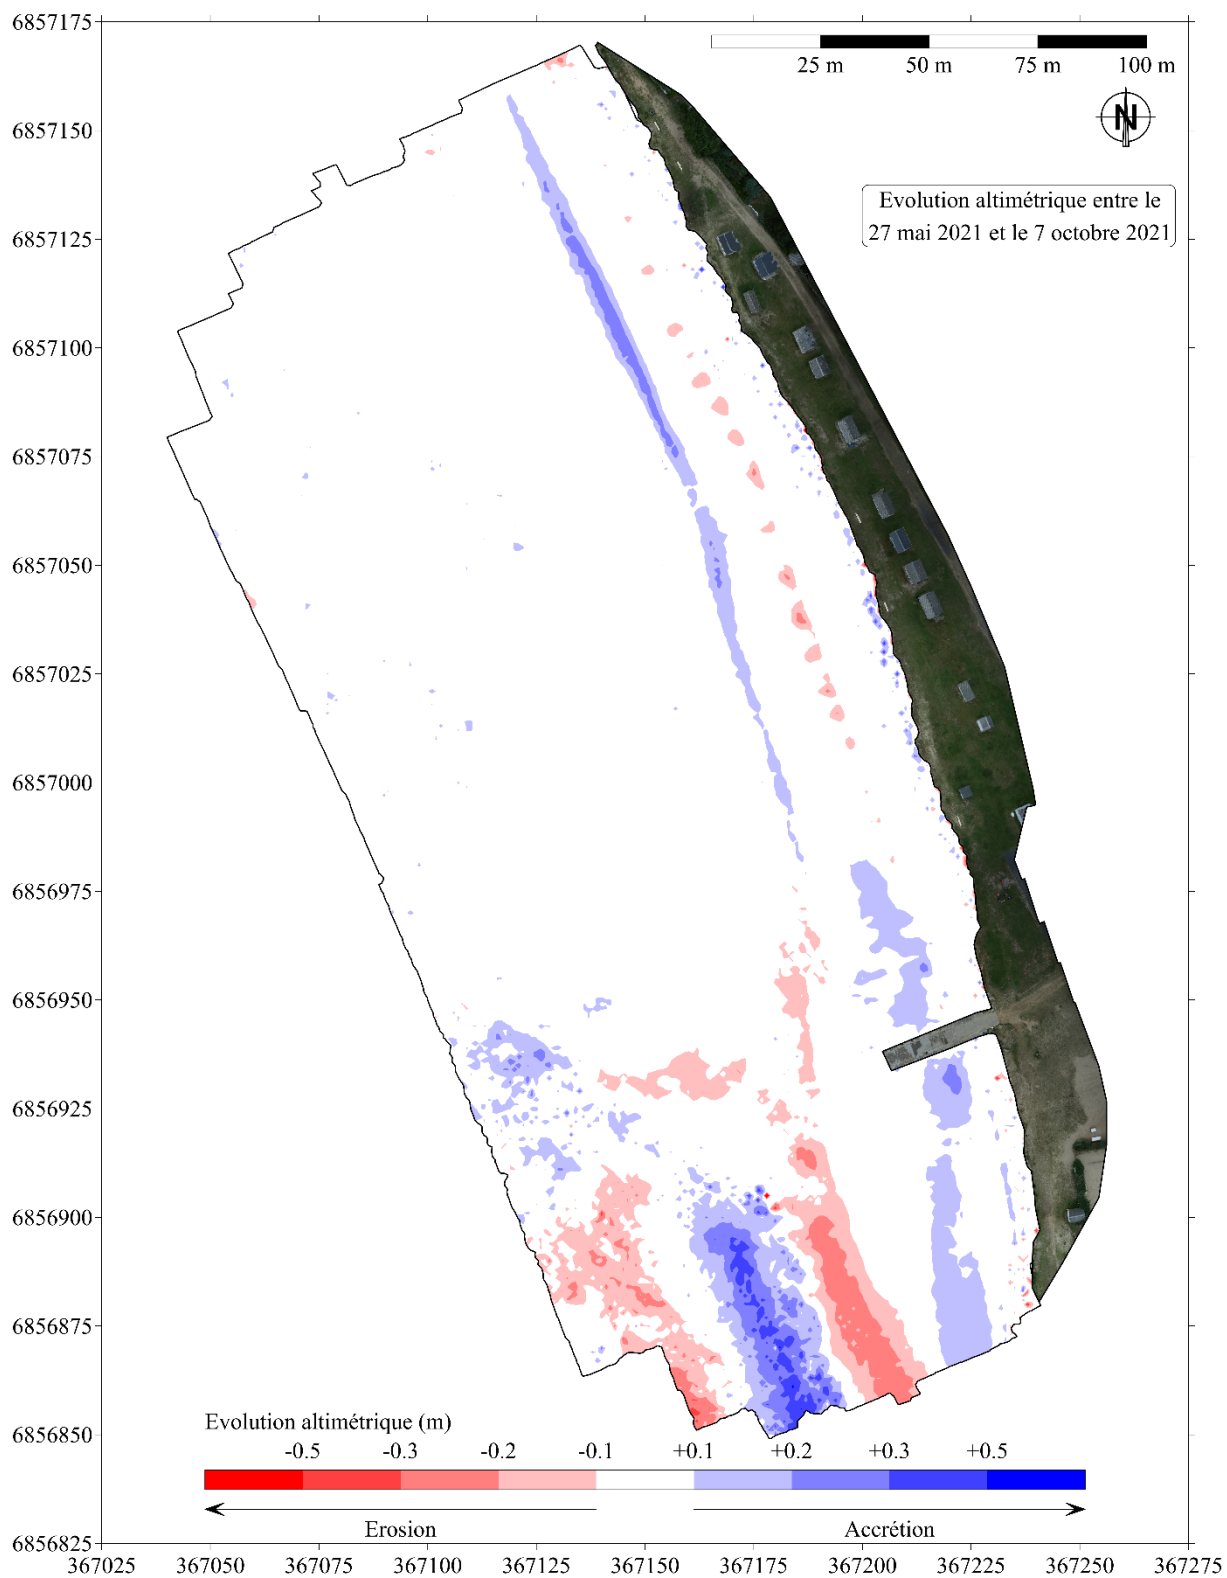 6857175
25 m 50 m 75 m 100 m
N
6857150
Evolution altimétrique entre le
27 mai 2021 et le 7 octobre 2021
6857125
6857100
6857075
6857050
6857025
6857000
6856975
6856950
6856925
6856900
6856875
6856850
Evolution altimétrique (m)
-0.5 -0.3 -0.2 -0.1 +0.1 +0.2 +0.3 +0.5
Erosion Accrétion
6856825
367025 367050 367075 367100 367125 367150 367175 367200 367225 367250 367275